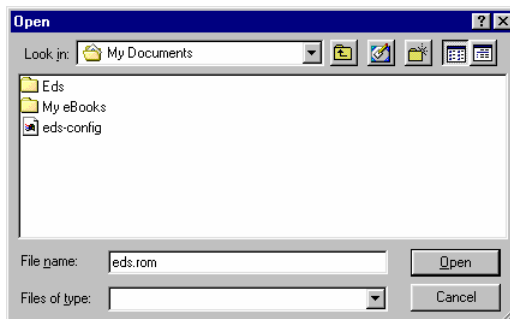 Open
Look in: My Documents
Eds
My eBooks
eds-config
File name: eds.rom Open
Files of type: Cancel